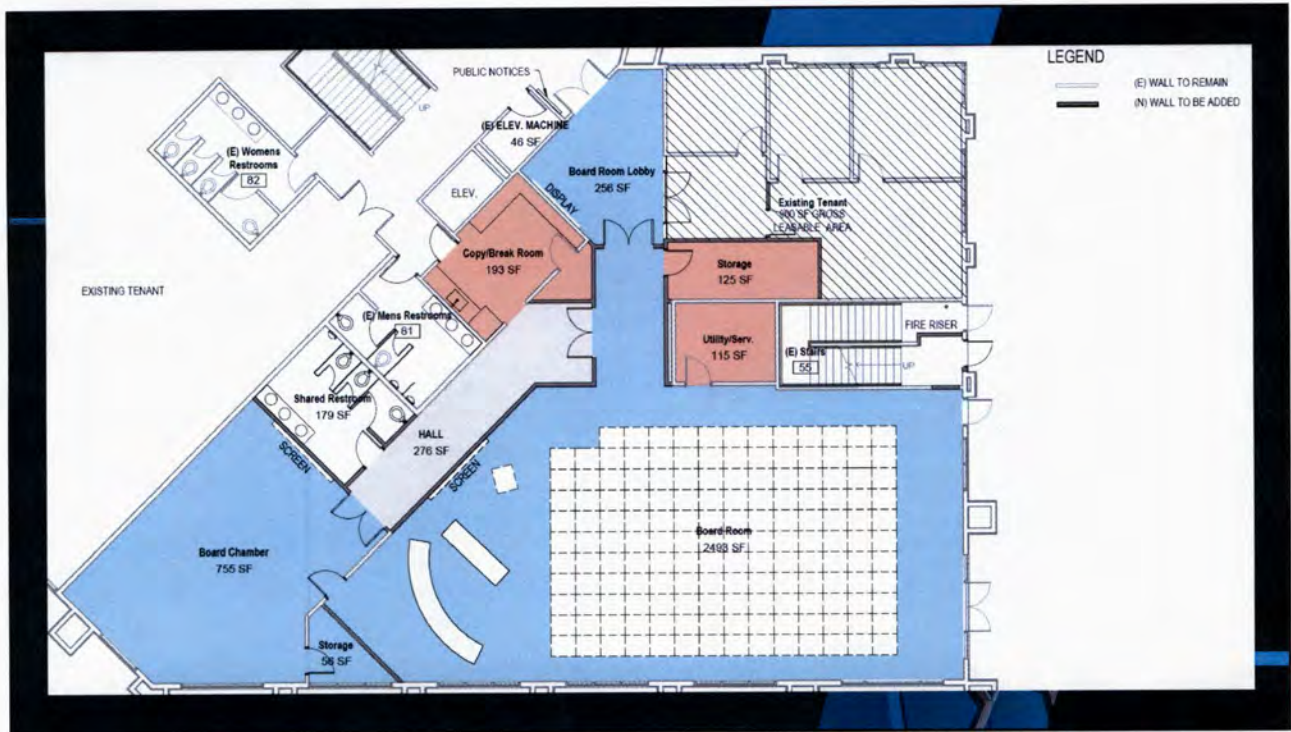 LEGEND
(E) WALL TO REMAIN
(N) WALL TO BE ADDED
PUBLIC NOTICES
UP
(E) ELEV. MACHINE
46 SF
(E) Womens
Restrooms
82
ELEV.
DISPLAY
Board Room Lobby
256 SF
Existing Tenant
900 SF GROSS
LEASABLE AREA
Copy/Break Room
193 SF
Storage
125 SF
EXISTING TENANT
(E) Mens Restrooms
81
FIRE RISER
Utility/Serv.
115 SF
(E) Stairs
55
UP
Shared Restroom
179 SF
HALL
276 SF
SCREEN
SCREEN
Board Room
2493 SF
Board Chamber
755 SF
Storage
56 SF